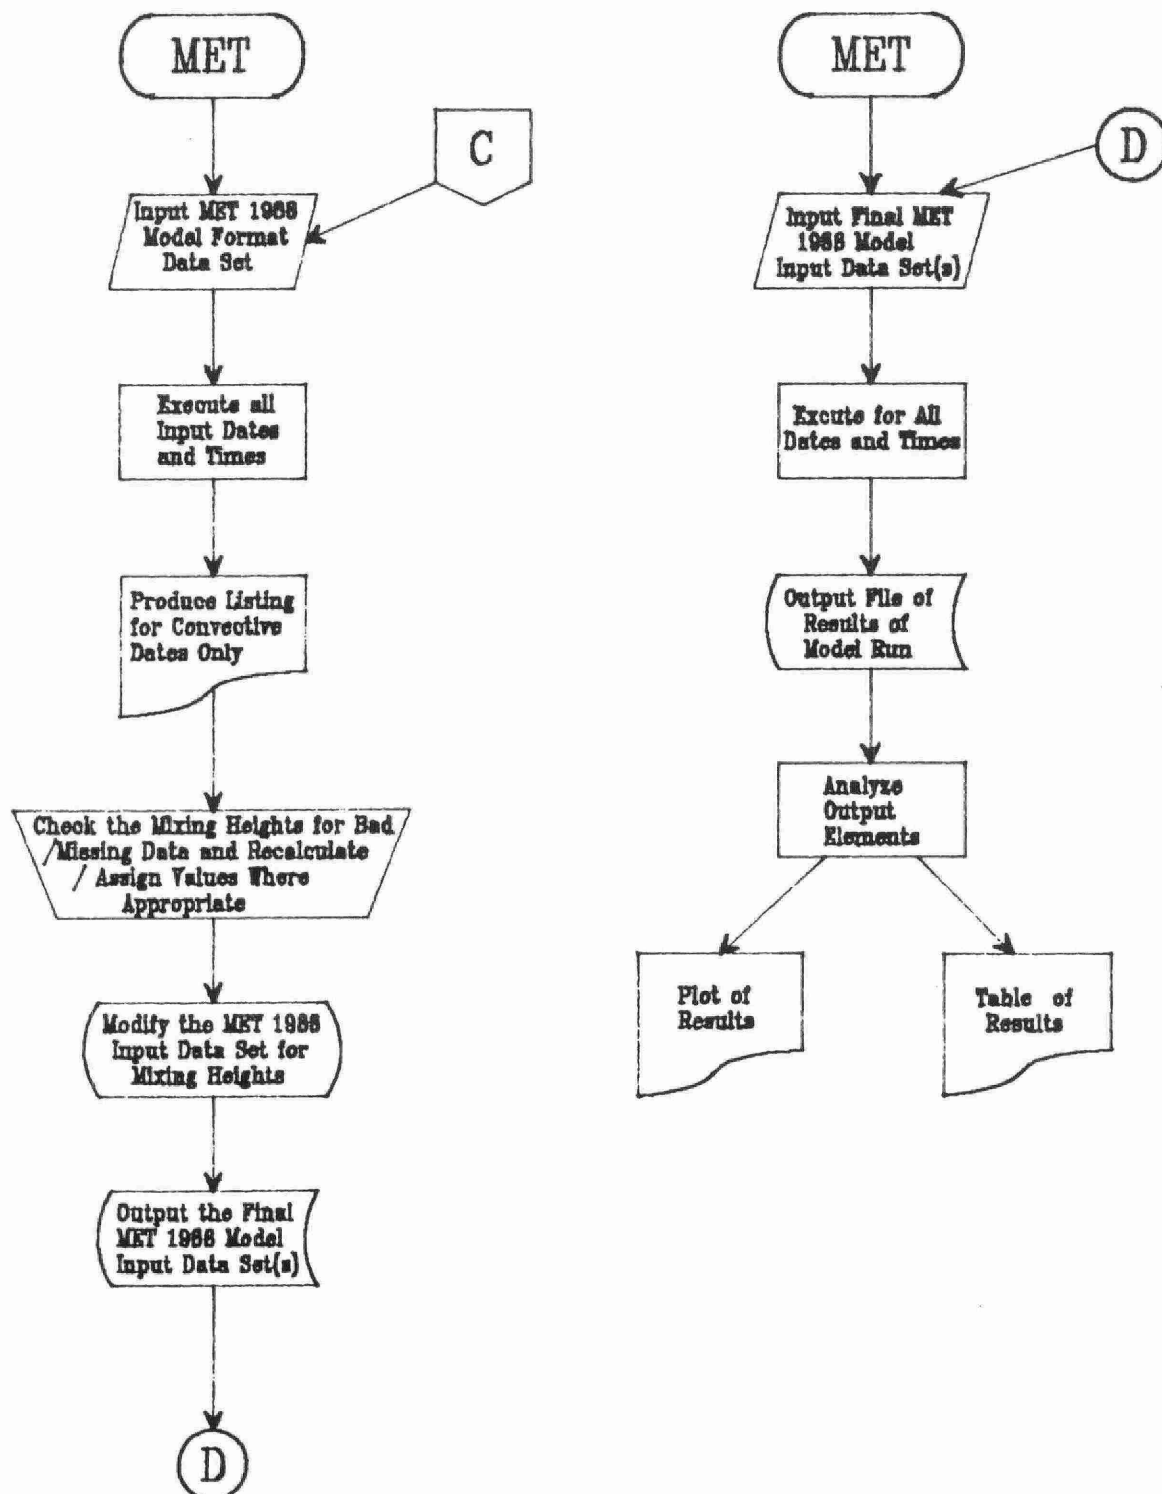 MET
C
Input MET 1988
Model Format
Data Set
Execute all
Input Dates
and Times
Produce Listing
for Convective
Dates Only
Check the Mixing Heights for Bad
/Missing Data and Recalculate
/ Assign Values Where
Appropriate
Modify the MET 1988
Input Data Set for
Mixing Heights
Output the Final
MET 1988 Model
Input Data Set(s)
D
MET
D
Input Final MET
1988 Model
Input Data Set(s)
Excute for All
Dates and Times
Output File of
Results of
Model Run
Analyze
Output
Elements
Plot of
Results
Table of
Results